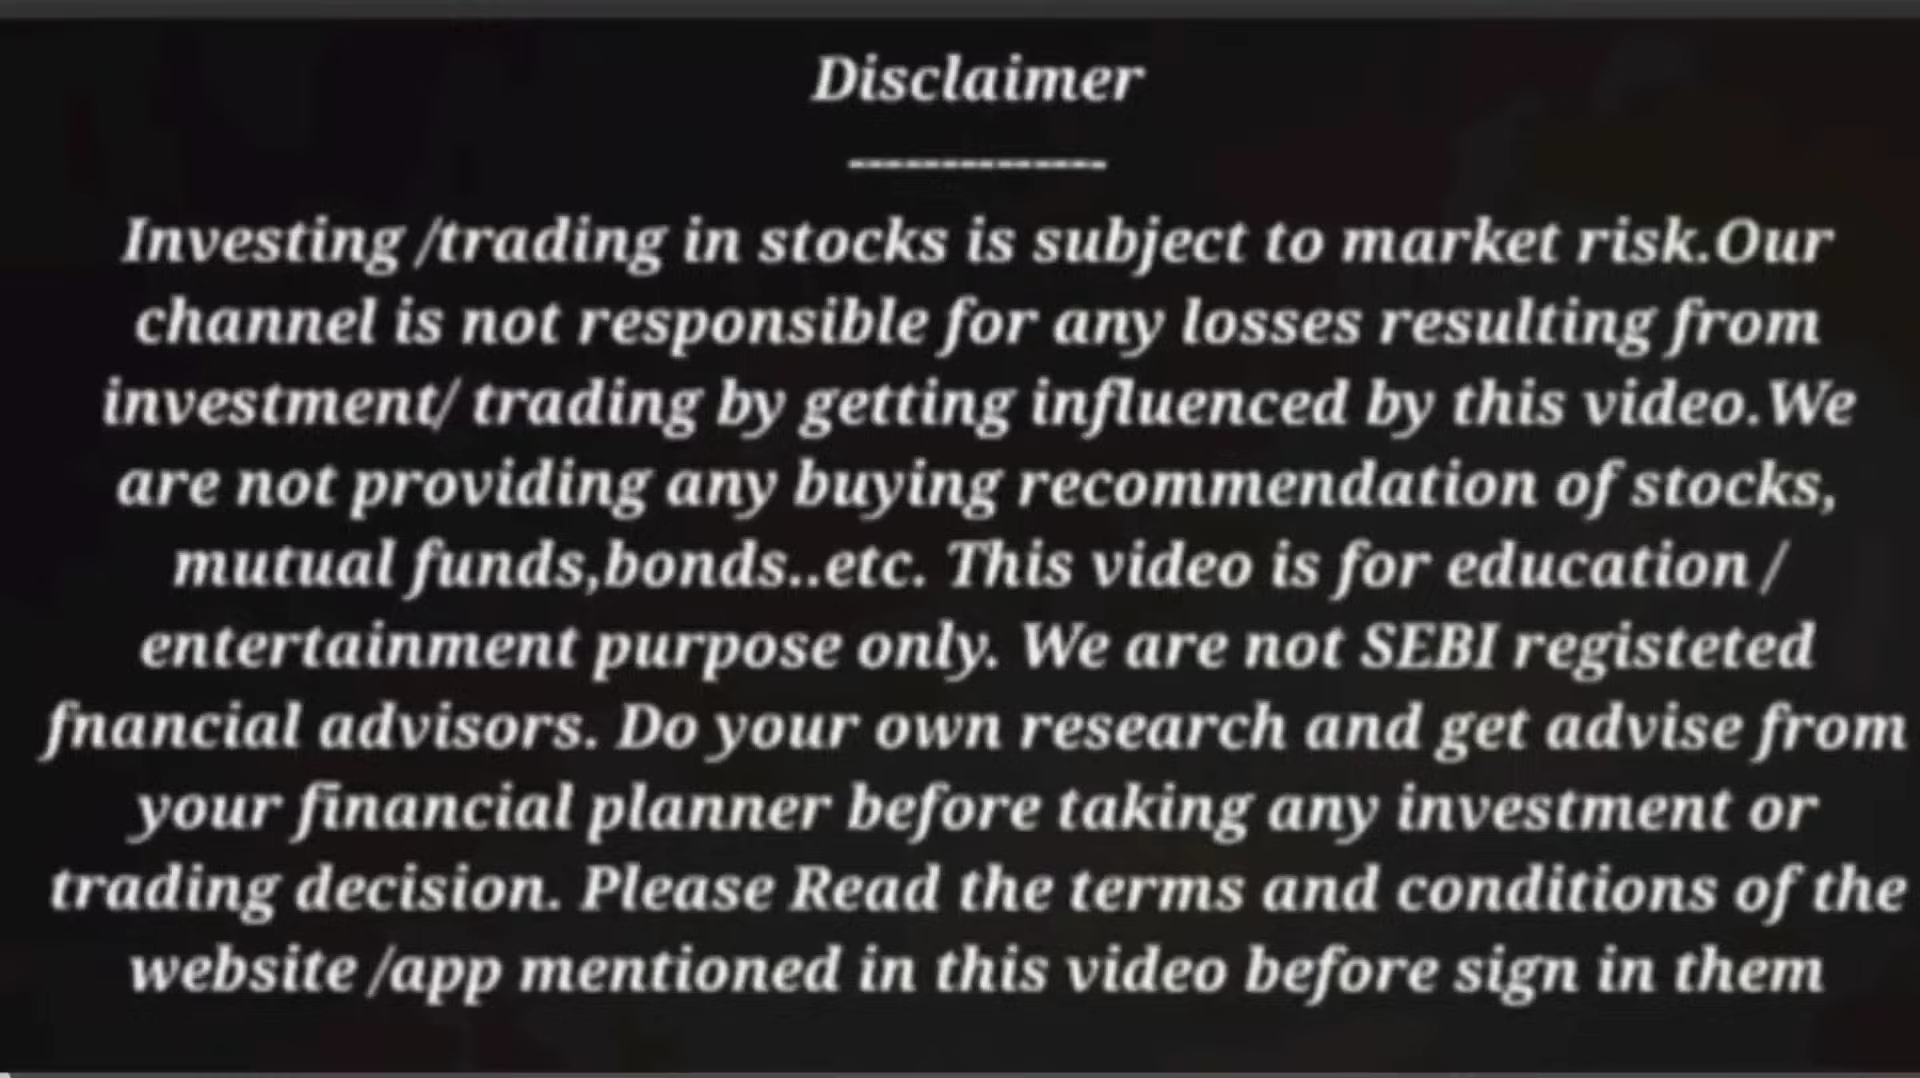 Disclaimer
--------------
Investing /trading in stocks is subject to market risk.Our
channel is not responsible for any losses resulting from
investment/ trading by getting influenced by this video.We
are not providing any buying recommendation of stocks,
mutual funds,bonds..etc. This video is for education /
entertainment purpose only. We are not SEBI registeted
fnancial advisors. Do your own research and get advise from
your financial planner before taking any investment or
trading decision. Please Read the terms and conditions of the
website /app mentioned in this video before sign in them